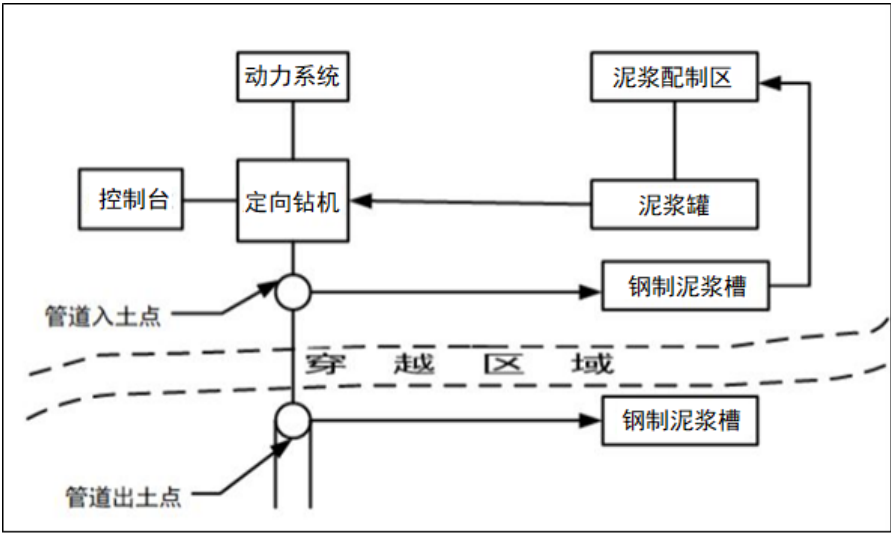 动力系统
泥浆配制区
控制台
定向钻机
泥浆罐
钢制泥浆槽
管道入土点
穿越区域
钢制泥浆槽
管道出土点